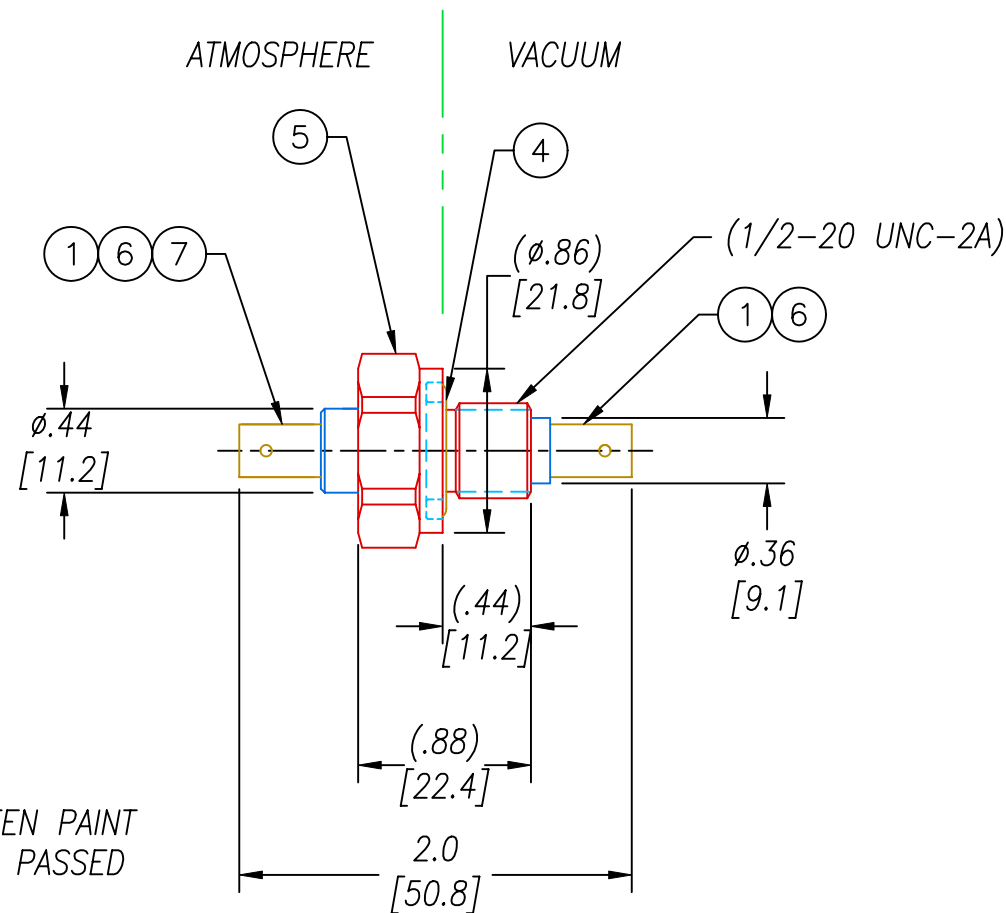 ATMOSPHERE VACUUM
5
4
1 6 7
(ø.86)
[21.8]
(1/2-20 UNC-2A)
1 6
ø.44
[11.2]
ø.36
[9.1]
(.44)
[11.2]
(.88)
[22.4]
PAINT
PASSED
2.0
[50.8]